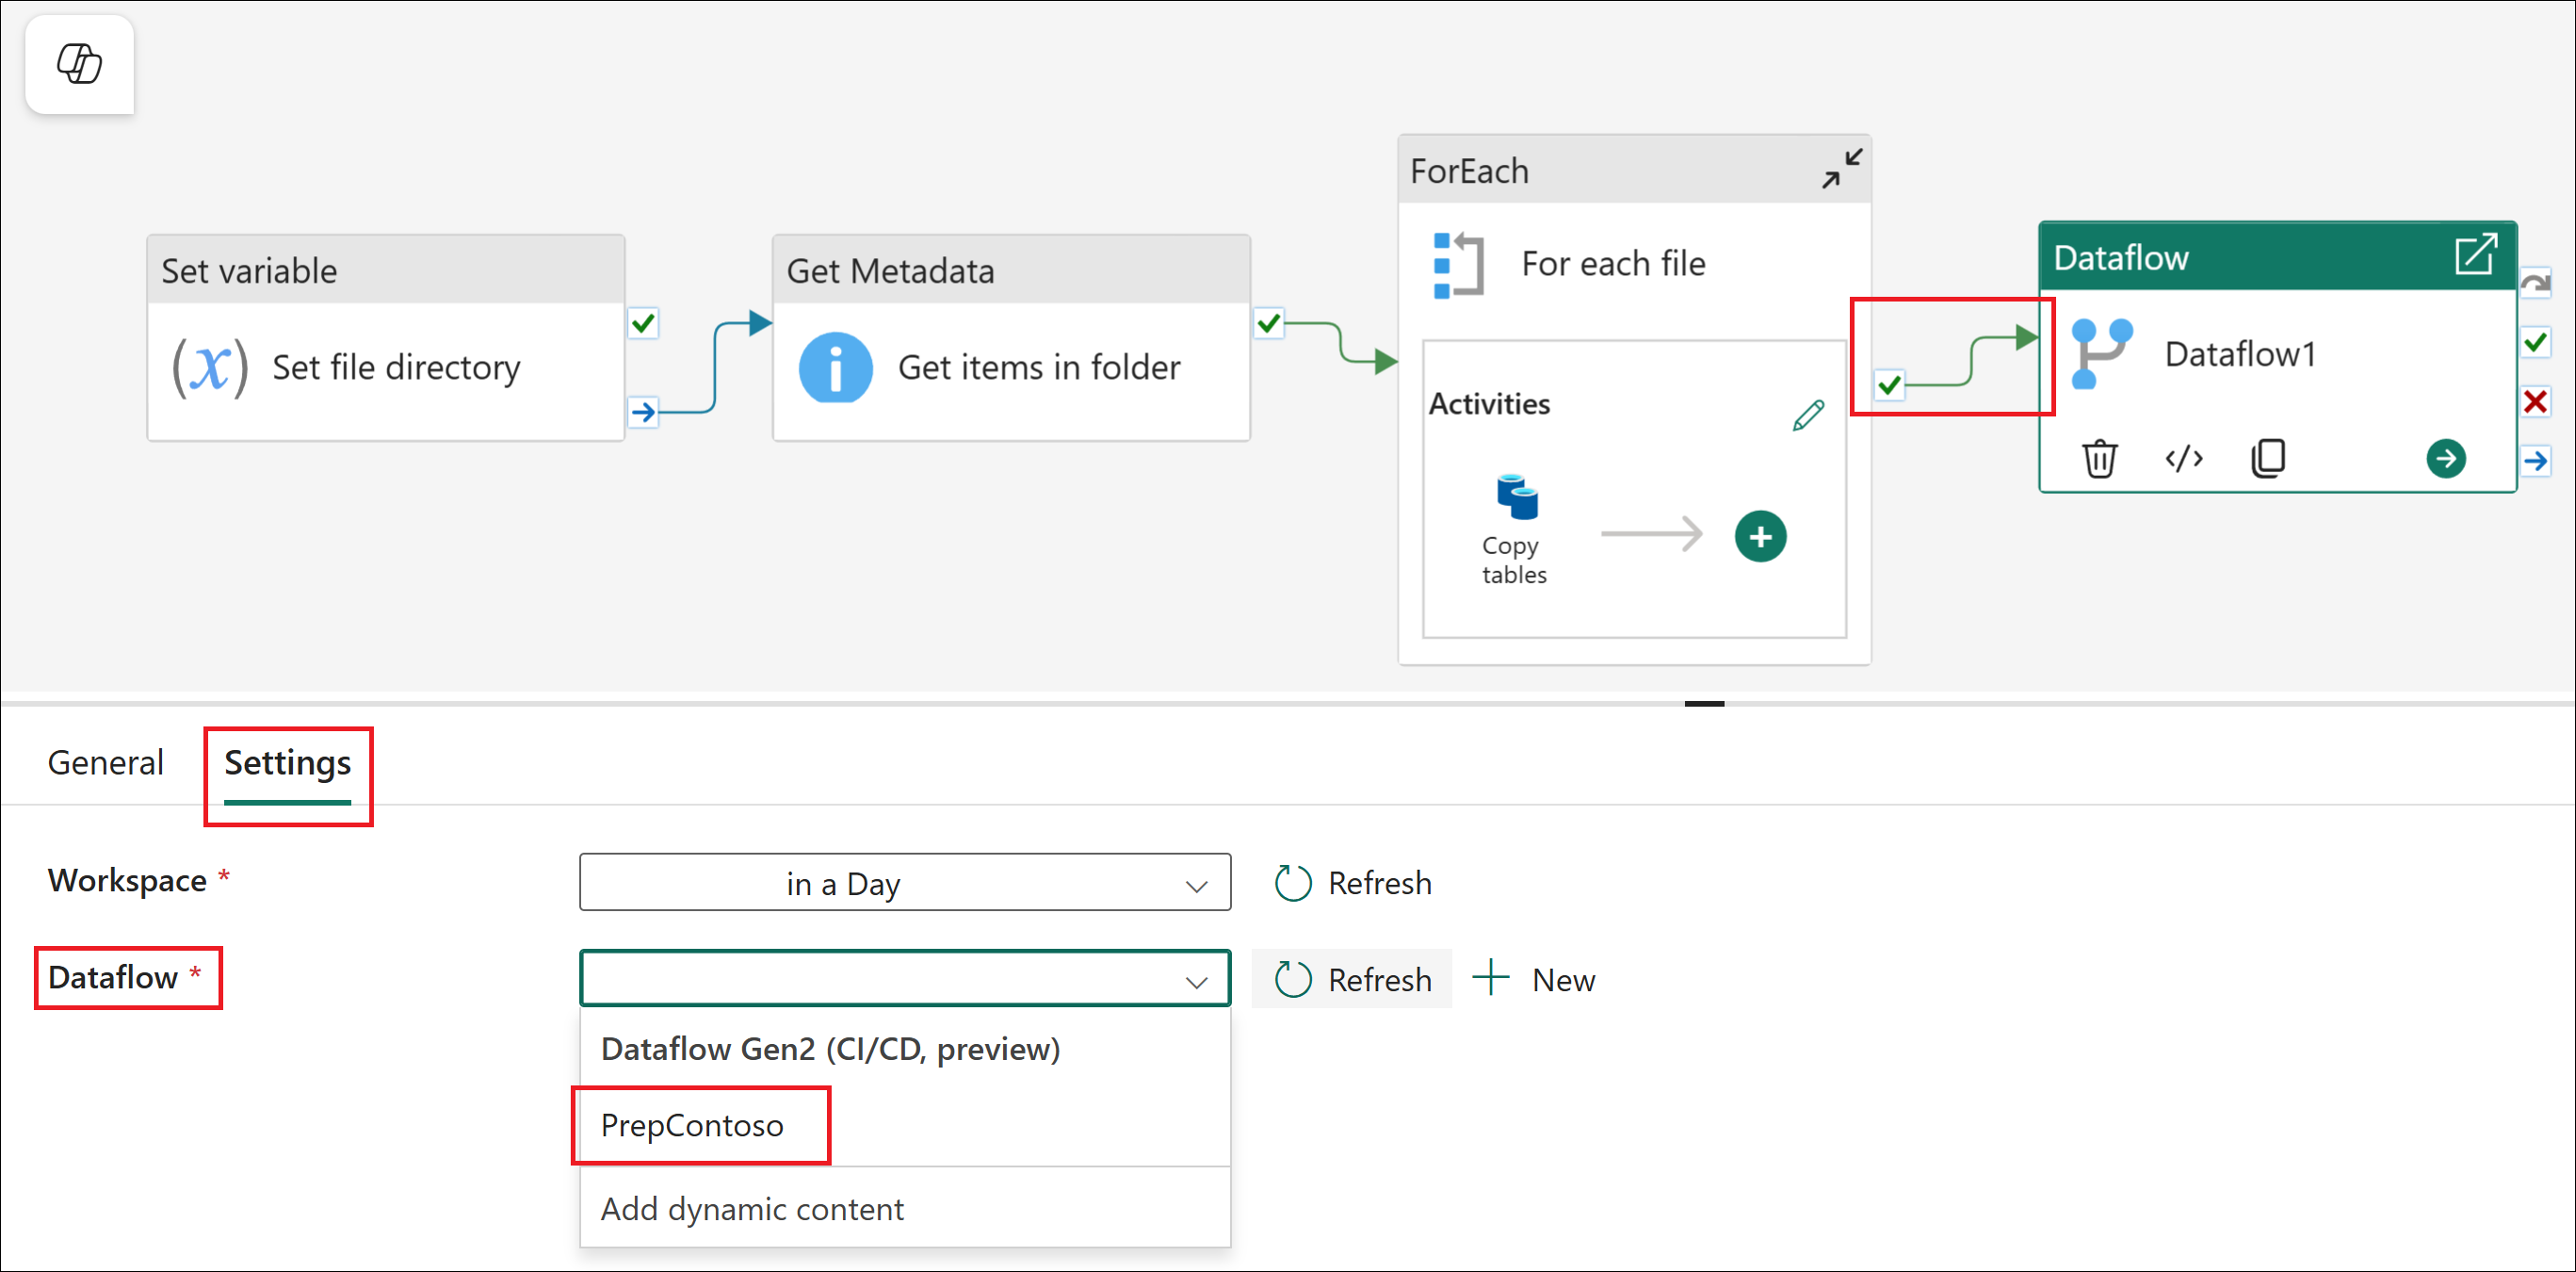 Set variable
(x) Set file directory
Get Metadata
Get items in folder
ForEach
For each file
Activities
Copy
tables
Dataflow
Dataflow1
General
Settings
Workspace *
in a Day
Refresh
Dataflow *
Refresh
New
Dataflow Gen2 (CI/CD, preview)
PrepContoso
Add dynamic content